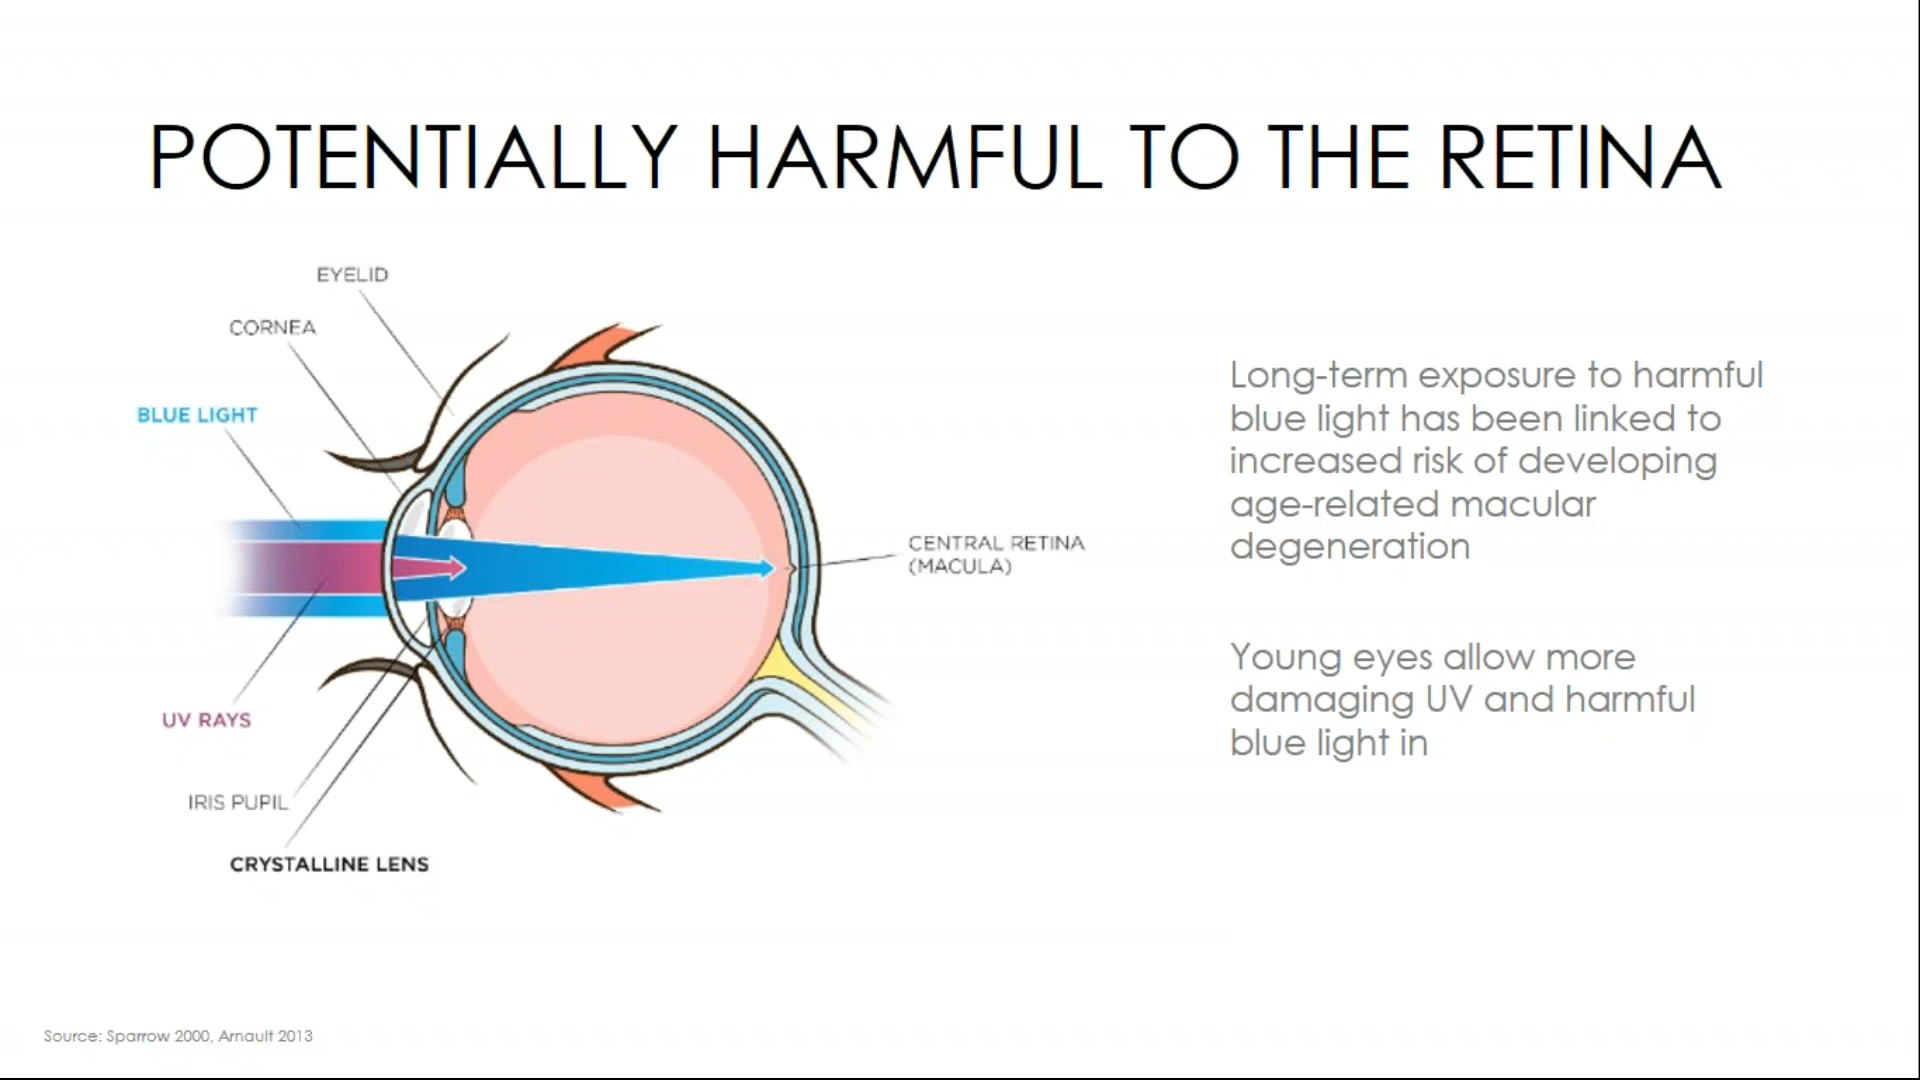 POTENTIALLY HARMFUL TO THE RETINA
EYELID
CORNEA
BLUE LIGHT
UV RAYS
IRIS PUPIL
CRYSTALLINE LENS
CENTRAL RETINA
(MACULA)
Long-term exposure to harmful
blue light has been linked to
increased risk of developing
age-related macular
degeneration
Young eyes allow more
damaging UV and harmful
blue light in
Source: Sparrow 2000, Arnault 2013